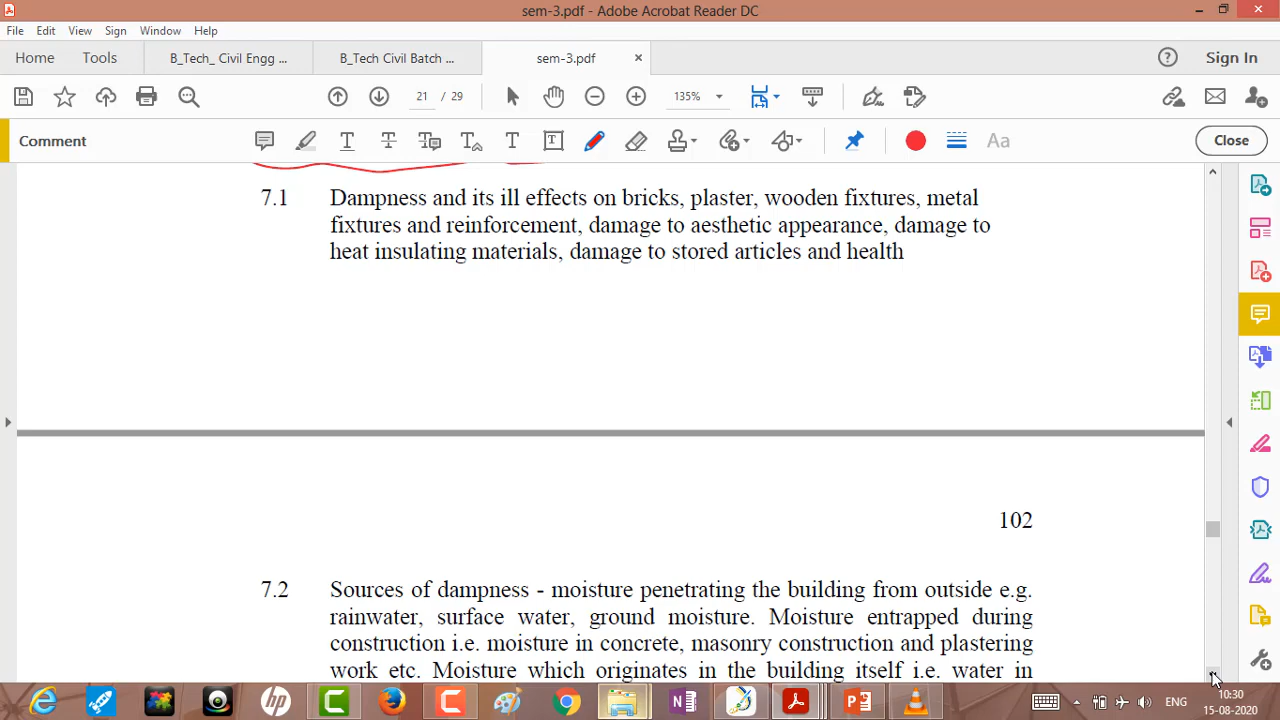 sem-3.pdf - Adobe Acrobat Reader DC
File Edit View Sign Window Help
Home Tools B_Tech_ Civil Engg ... B_Tech Civil Batch ... sem-3.pdf × ? Sign In
21 / 29 135%
Comment Close
7.1 Dampness and its ill effects on bricks, plaster, wooden fixtures, metal
fixtures and reinforcement, damage to aesthetic appearance, damage to
heat insulating materials, damage to stored articles and health
102
7.2 Sources of dampness - moisture penetrating the building from outside e.g.
rainwater, surface water, ground moisture. Moisture entrapped during
construction i.e. moisture in concrete, masonry construction and plastering
work etc. Moisture which originates in the building itself i.e. water in
ENG 10:30
15-08-2020